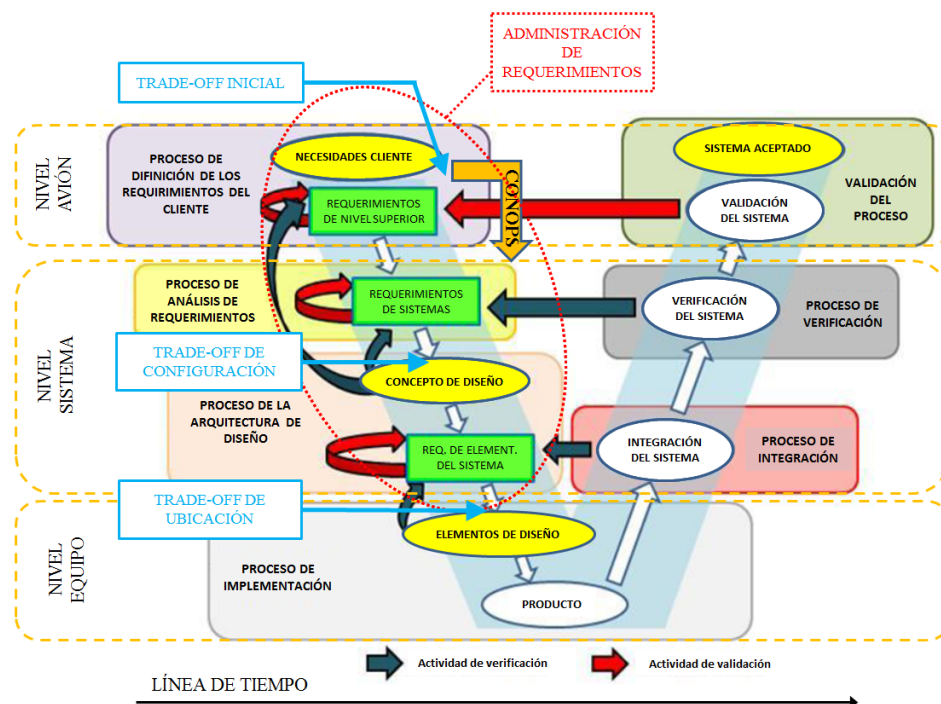 ADMINISTRACIÓN
DE
REQUERIMIENTOS
TRADE-OFF INICIAL
NIVEL
AVIÓN
PROCESO DE
DIFINICIÓN DE LOS
REQUIRIMIENTOS DEL
CLIENTE
NECESIDADES CLIENTE
REQUERIMIENTOS
DE NIVEL SUPERIOR
CONOPS
SISTEMA ACEPTADO
VALIDACIÓN
DEL SISTEMA
VALIDACIÓN
DEL
PROCESO
NIVEL
SISTEMA
PROCESO DE
ANÁLISIS DE
REQUERIMIENTOS
REQUERIMIENTOS
DE SISTEMAS
VERIFICACIÓN
DEL SISTEMA
PROCESO DE
VERIFICACIÓN
TRADE-OFF DE
CONFIGURACIÓN
CONCEPTO DE DISEÑO
PROCESO DE LA
ARQUITECTURA DE
DISEÑO
REQ. DE ELEMENT.
DEL SISTEMA
INTEGRACIÓN
DEL SISTEMA
PROCESO DE
INTEGRACIÓN
NIVEL
EQUIPO
TRADE-OFF DE
UBICACIÓN
ELEMENTOS DE DISEÑO
PROCESO DE
IMPLEMENTACIÓN
PRODUCTO
Actividad de verificación
Actividad de validación
LÍNEA DE TIEMPO